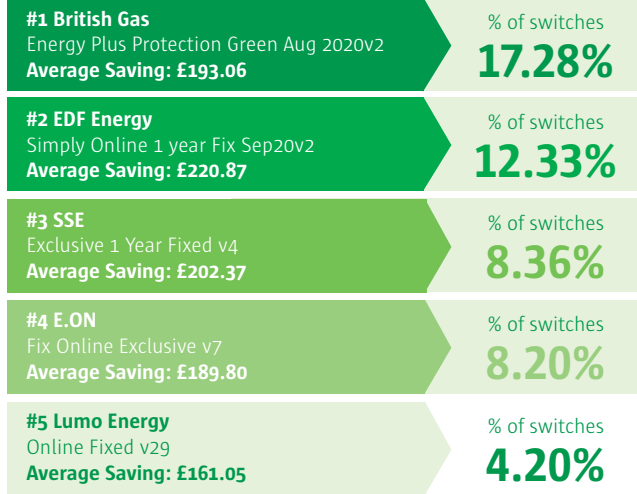 #1 British Gas
Energy Plus Protection Green Aug 2020v2
Average Saving: £193.06
% of switches
17.28%
#2 EDF Energy
Simply Online 1 year Fix Sep20v2
Average Saving: £220.87
% of switches
12.33%
#3 SSE
Exclusive 1 Year Fixed v4
Average Saving: £202.37
% of switches
8.36%
#4 E.ON
Fix Online Exclusive v7
Average Saving: £189.80
% of switches
8.20%
#5 Lumo Energy
Online Fixed v29
Average Saving: £161.05
% of switches
4.20%